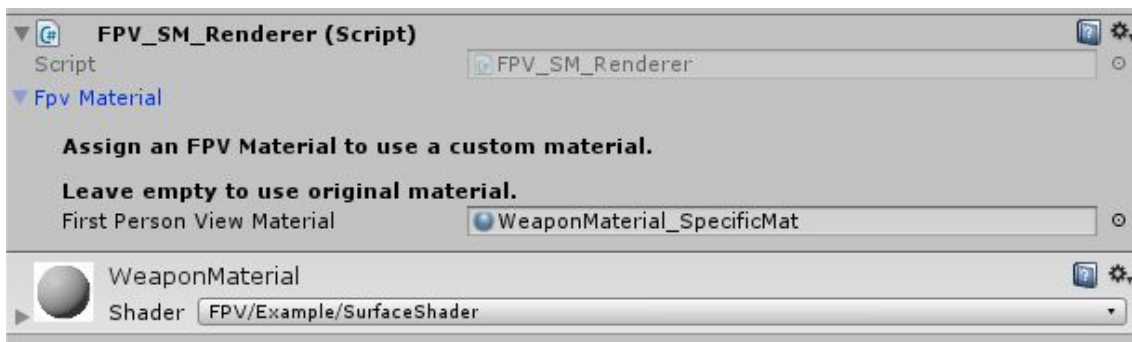 FPV_SM_Renderer (Script)
Script FPV_SM_Renderer
Fpv Material
Assign an FPV Material to use a custom material.
Leave empty to use original material.
First Person View Material WeaponMaterial_SpecificMat
WeaponMaterial
Shader FPV/Example/SurfaceShader